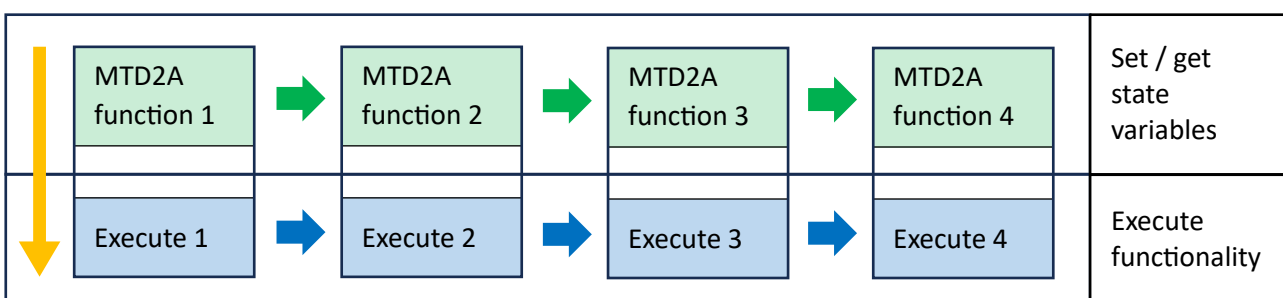 MTD2A
function 1
MTD2A
function 2
MTD2A
function 3
MTD2A
function 4
Set / get
state
variables
Execute 1
Execute 2
Execute 3
Execute 4
Execute
functionality